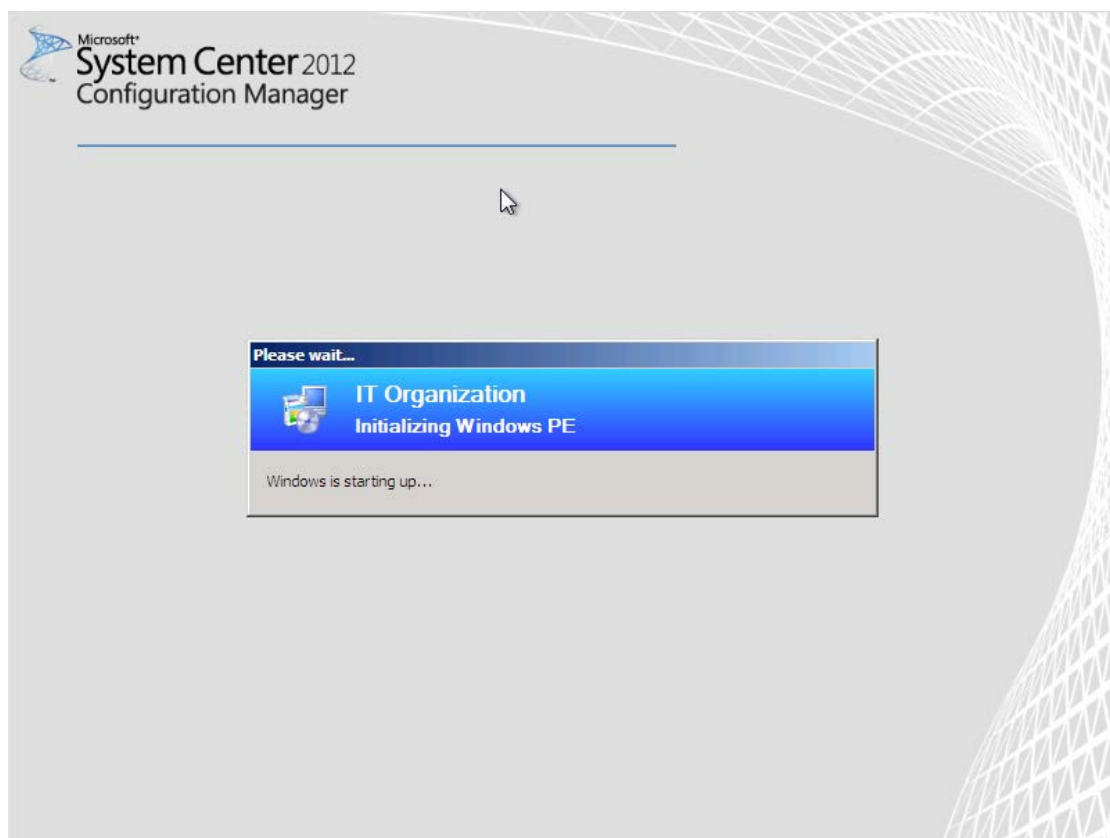 Microsoft®
System Center 2012
Configuration Manager
Please wait...
IT Organization
Initializing Windows PE
Windows is starting up...